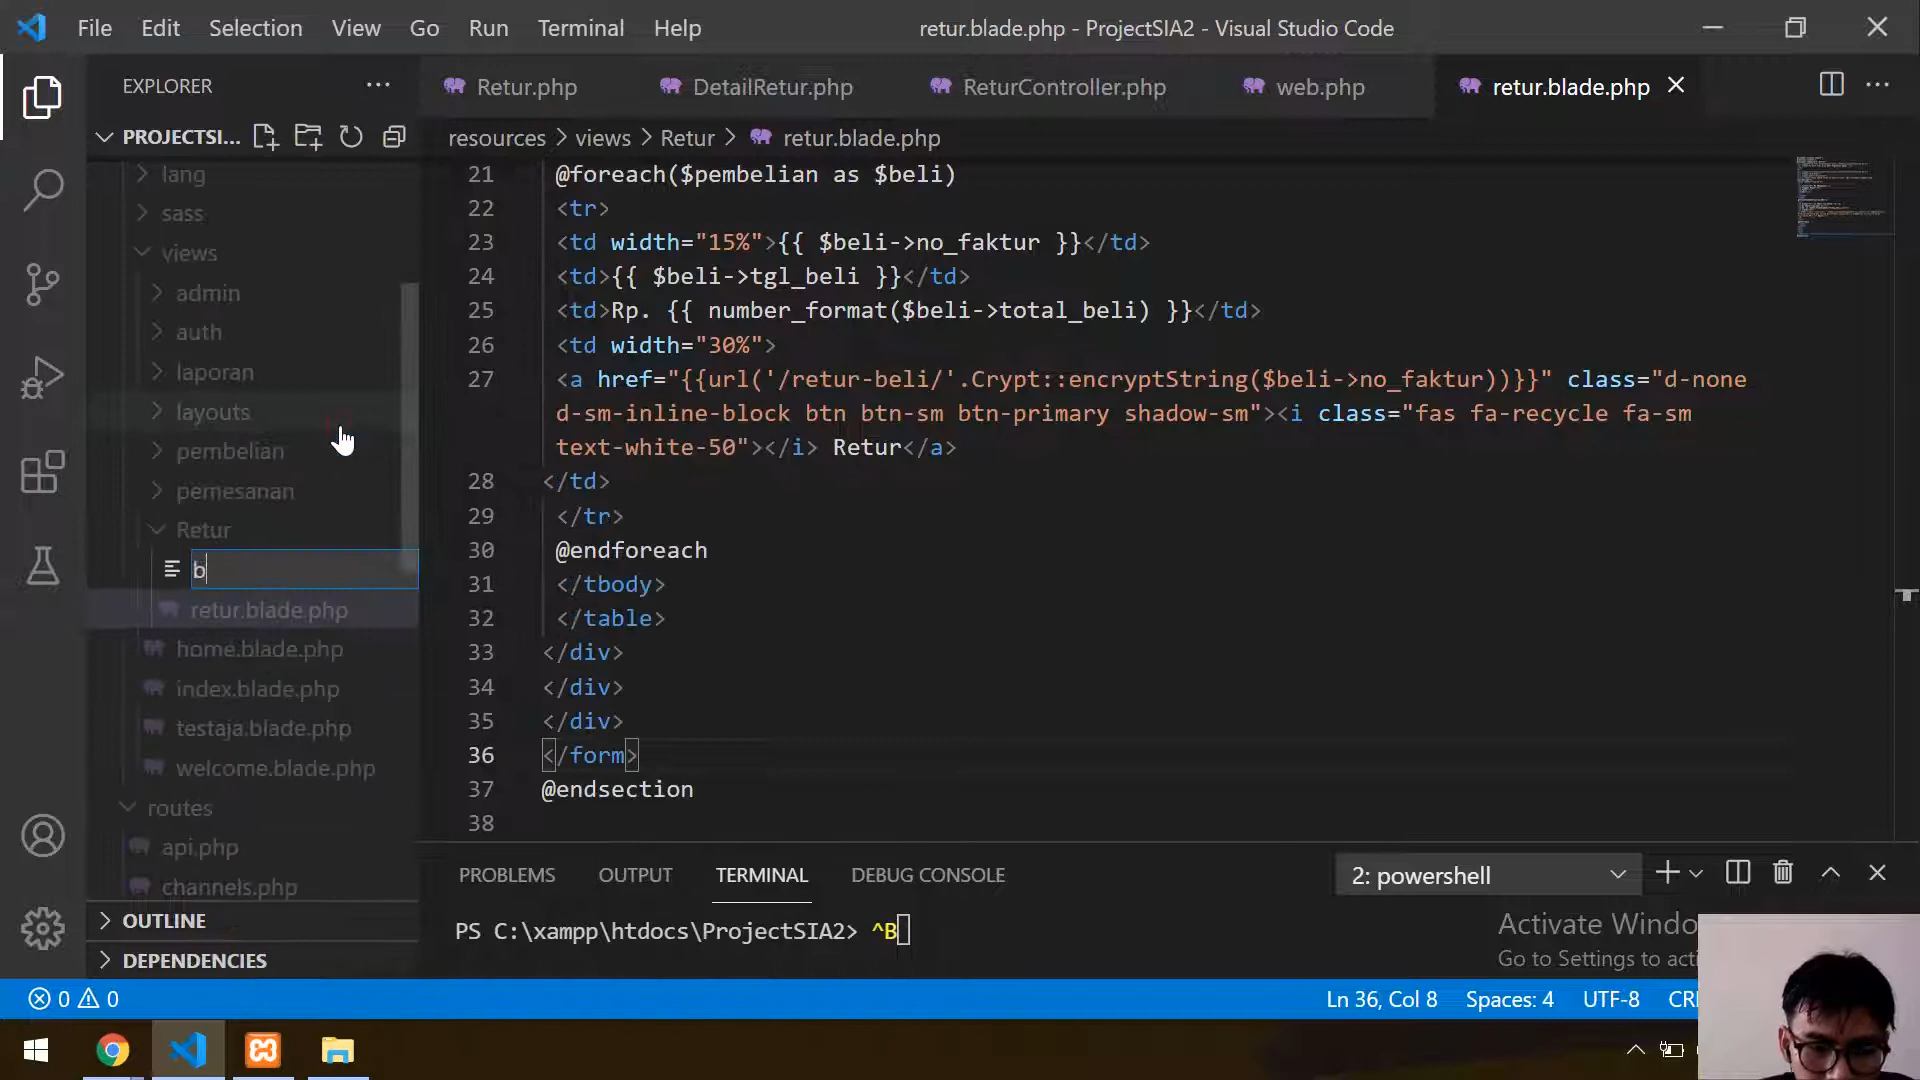 File Edit Selection View Go Run Terminal Help retur.blade.php - ProjectSIA2 - Visual Studio Code
EXPLORER
Retur.php DetailRetur.php ReturController.php web.php retur.blade.php
PROJECTSI...
resources > views > Retur > retur.blade.php
lang
sass
views
admin
auth
laporan
layouts
pembelian
pemesanan
Retur
b
retur.blade.php
home.blade.php
index.blade.php
testaja.blade.php
welcome.blade.php
routes
api.php
channels.php
OUTLINE
DEPENDENCIES
21 @foreach($pembelian as $beli)
22 <tr>
23 <td width="15%">{{ $beli->no_faktur }}</td>
24 <td>{{ $beli->tgl_beli }}</td>
25 <td>Rp. {{ number_format($beli->total_beli) }}</td>
26 <td width="30%">
27 <a href="{{url('/retur-beli/'.Crypt::encryptString($beli->no_faktur))}}" class="d-none
d-sm-inline-block btn btn-sm btn-primary shadow-sm"><i class="fas fa-recycle fa-sm
text-white-50"></i> Retur</a>
28 </td>
29 </tr>
30 @endforeach
31 </tbody>
32 </table>
33 </div>
34 </div>
35 </div>
36 </form>
37 @endsection
38
PROBLEMS OUTPUT TERMINAL DEBUG CONSOLE 2: powershell
PS C:\xampp\htdocs\ProjectSIA2> ^B
Activate Windo
Go to Settings to acti
0 0 Ln 36, Col 8 Spaces: 4 UTF-8 CR